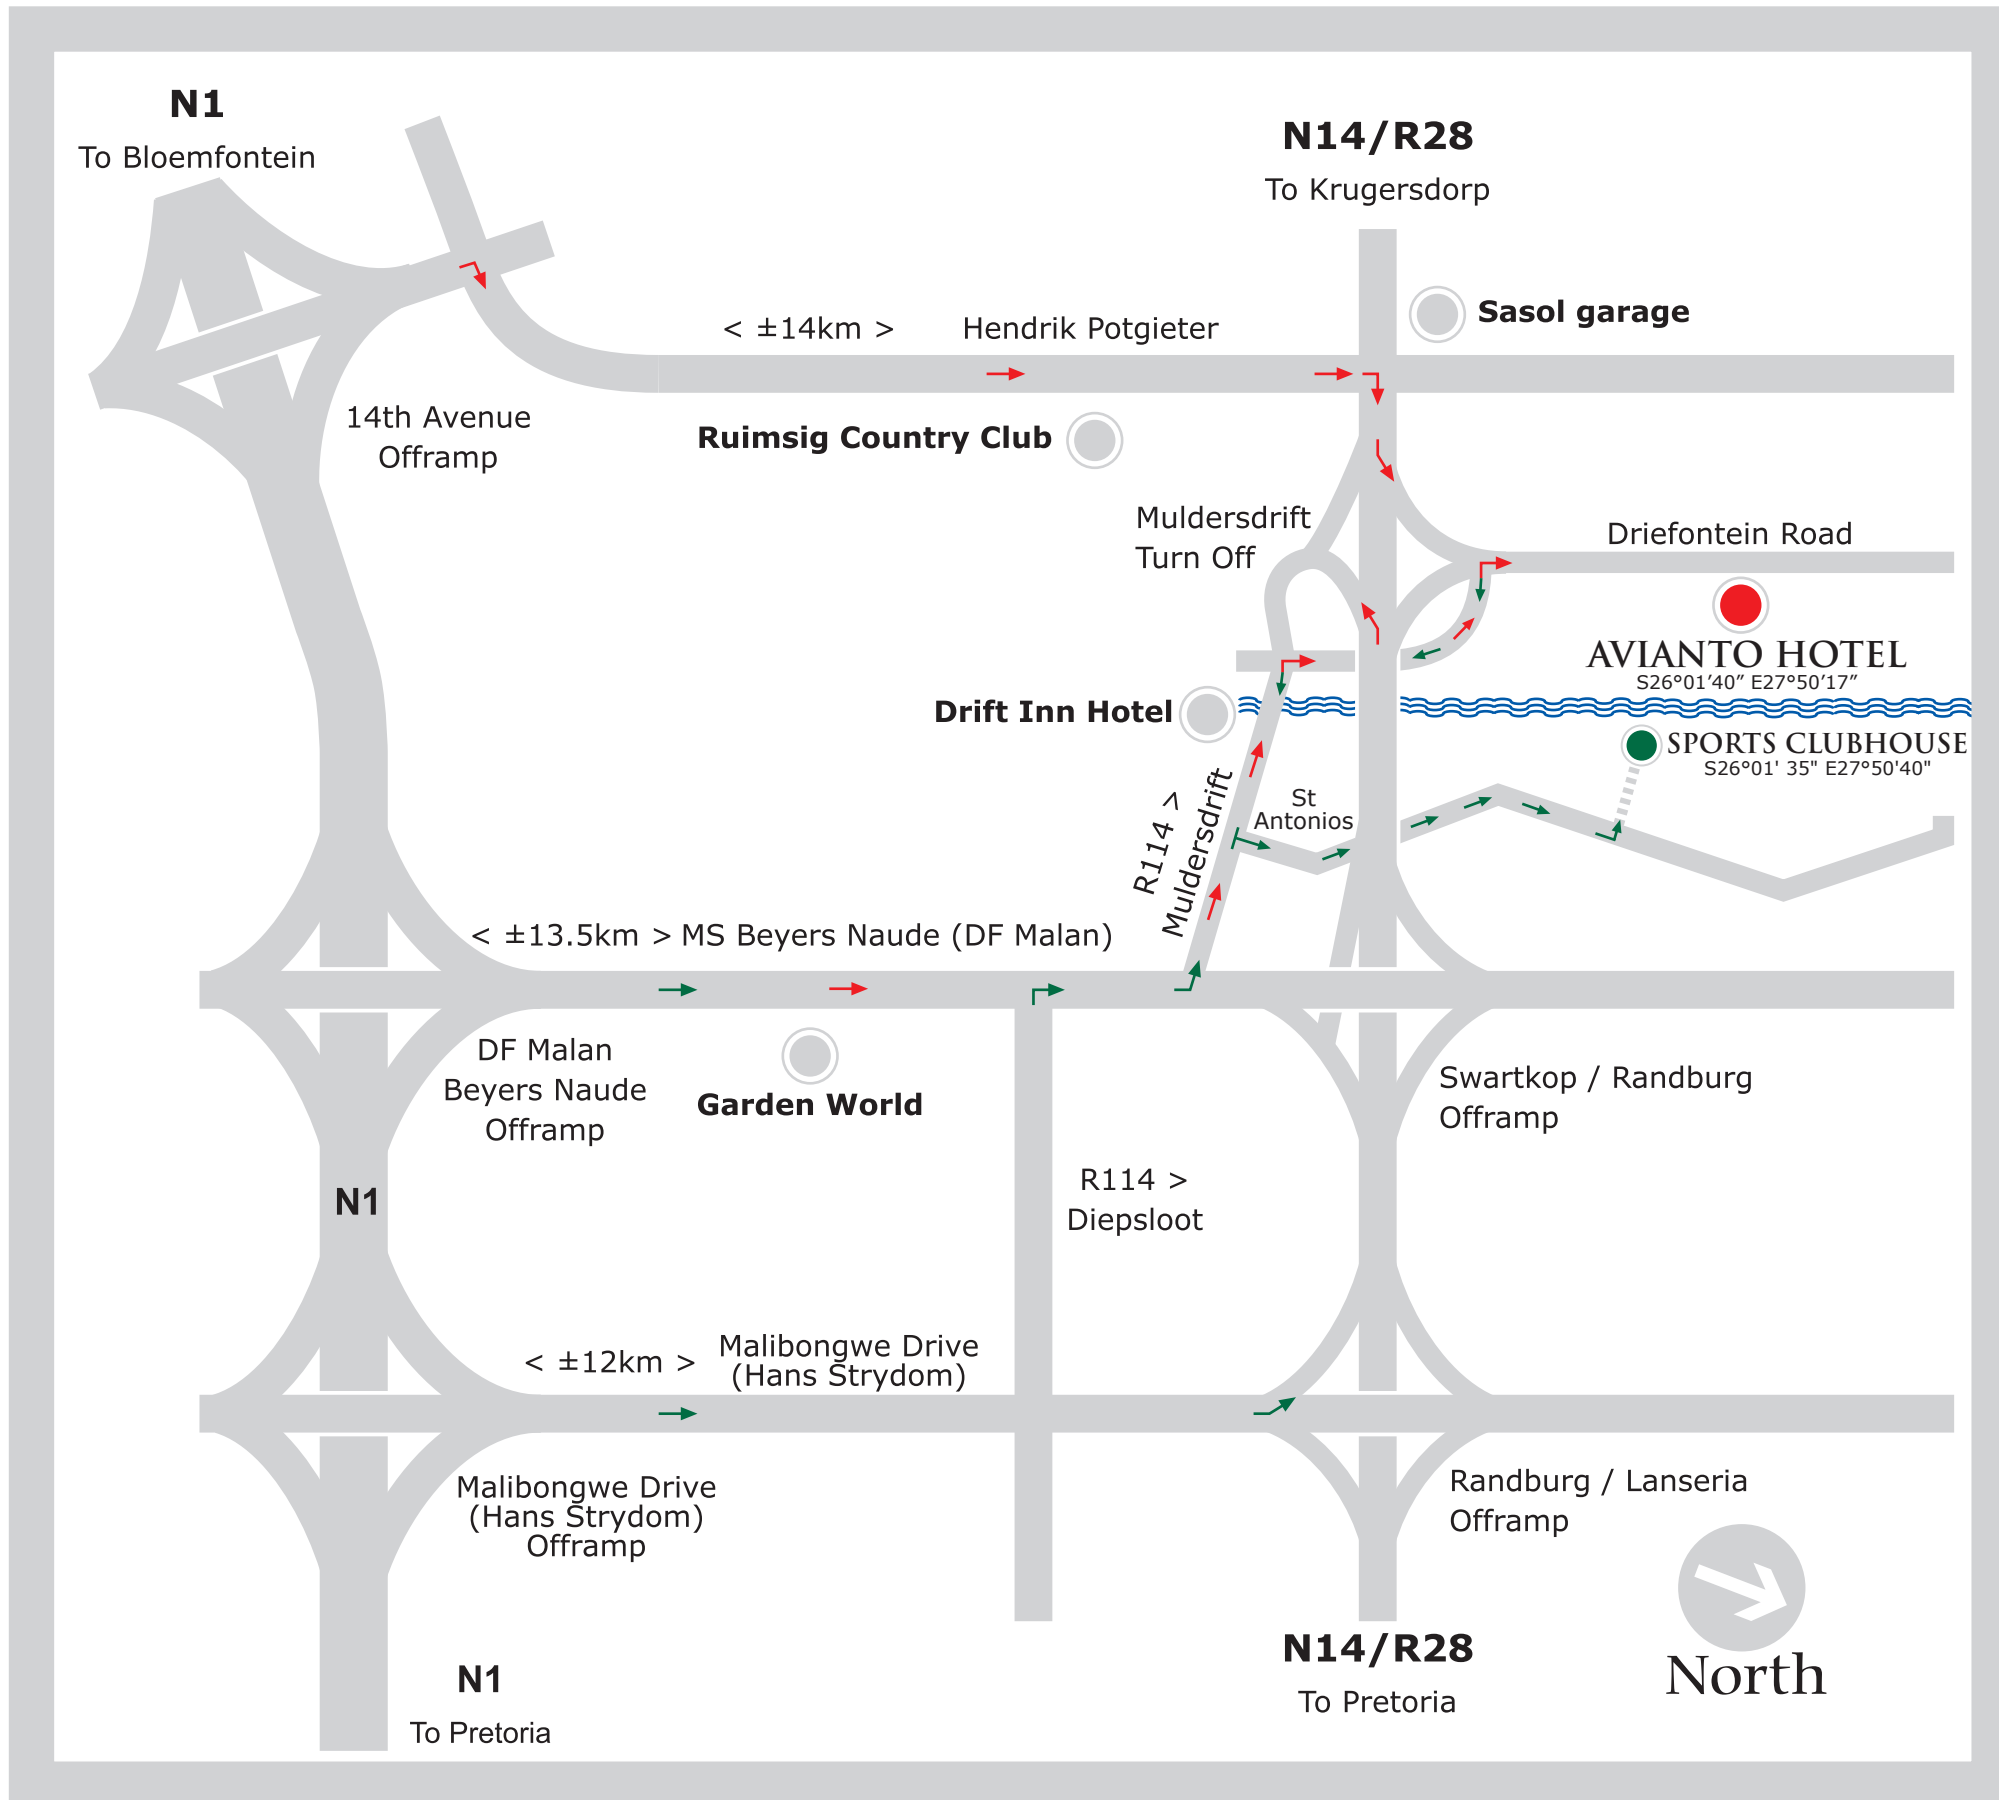 N1
To Bloemfontein
N14/R28
To Krugersdorp
Sasol garage
< ±14km >
Hendrik Potgieter
14th Avenue
Offramp
Ruimsig Country Club
Muldersdrift
Turn Off
Driefontein Road
AVIANTO HOTEL
S26°01’40” E27°50’17”
Drift Inn Hotel
SPORTS CLUBHOUSE
S26°01' 35" E27°50'40"
R114 >
Muldersdrift
St
Antonios
< ±13.5km > MS Beyers Naude (DF Malan)
DF Malan
Beyers Naude
Offramp
Garden World
Swartkop / Randburg
Offramp
N1
R114 >
Diepsloot
< ±12km >
Malibongwe Drive
(Hans Strydom)
Malibongwe Drive
(Hans Strydom)
Offramp
Randburg / Lanseria
Offramp
N1
To Pretoria
N14/R28
To Pretoria
North